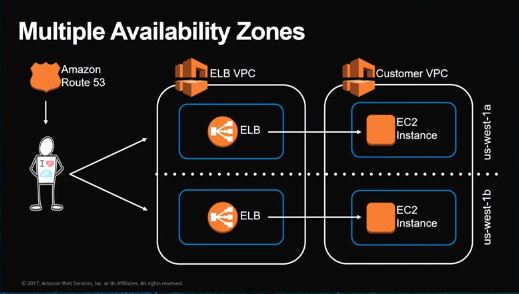 Multiple Availability Zones
Amazon
Route 53
ELB VPC
Customer VPC
ELB
EC2
Instance
us-west-1a
I
ELB
EC2
Instance
us-west-1b
© 2017, Amazon Web Services, Inc. or its Affiliates. All rights reserved.